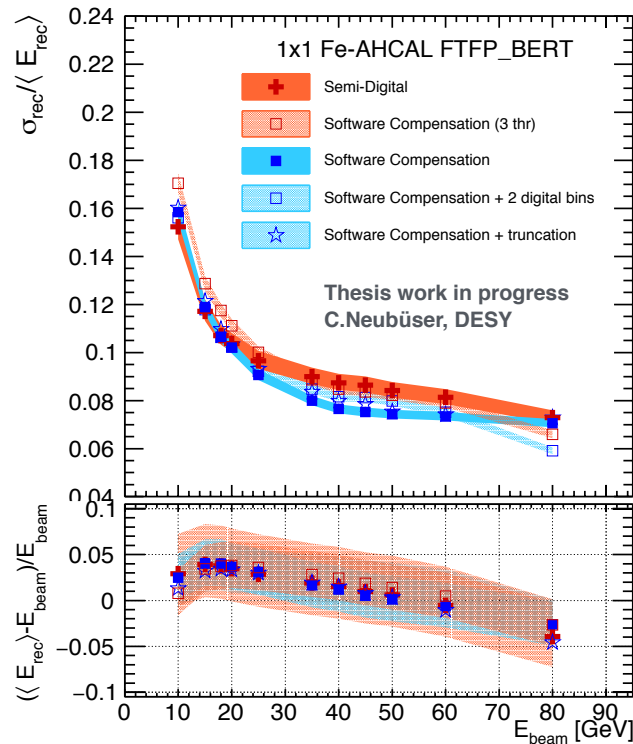 1x1 Fe-AHCAL FTFP_BERT
Semi-Digital
Software Compensation (3 thr)
Software Compensation
Software Compensation + 2 digital bins
Software Compensation + truncation
Thesis work in progress
C.Neubüser, DESY
σrec/⟨ Erec ⟩
0.24
0.22
0.2
0.18
0.16
0.14
0.12
0.1
0.08
0.06
0.04
(⟨ Erec ⟩-Ebeam)/Ebeam
0.1
0.05
0
−0.05
−0.1
0 10 20 30 40 50 60 70 80 90
Ebeam [GeV]